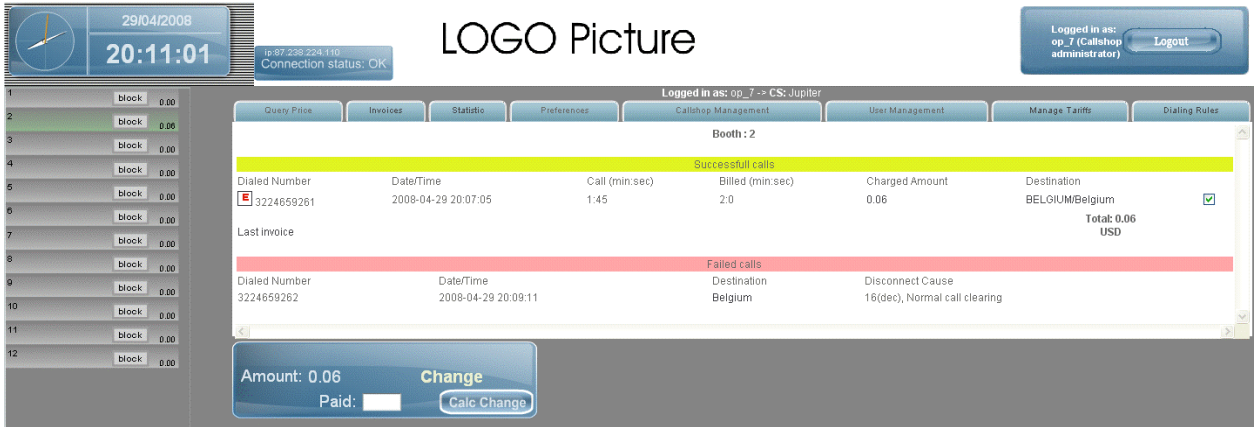 29/04/2008
20:11:01
ip:87.238.224.110
Connection status: OK
LOGO Picture
Logged in as:
op_7 (Callshop
administrator)
Logout
1 block 0.00
2 block 0.06
3 block 0.00
4 block 0.00
5 block 0.00
6 block 0.00
7 block 0.00
8 block 0.00
9 block 0.00
10 block 0.00
11 block 0.00
12 block 0.00
Logged in as: op_7 -> CS: Jupiter
Query Price Invoices Statistic Preferences Callshop Management User Management Manage Tariffs Dialing Rules
Booth : 2
Successfull calls
Dialed Number Date/Time Call (min:sec) Billed (min:sec) Charged Amount Destination
E 3224659261 2008-04-29 20:07:05 1:45 2:0 0.06 BELGIUM/Belgium
Total: 0.06
Last invoice USD
Failed calls
Dialed Number Date/Time Destination Disconnect Cause
3224659262 2008-04-29 20:09:11 Belgium 16(dec), Normal call clearing
Amount: 0.06 Change
Paid: Calc Change